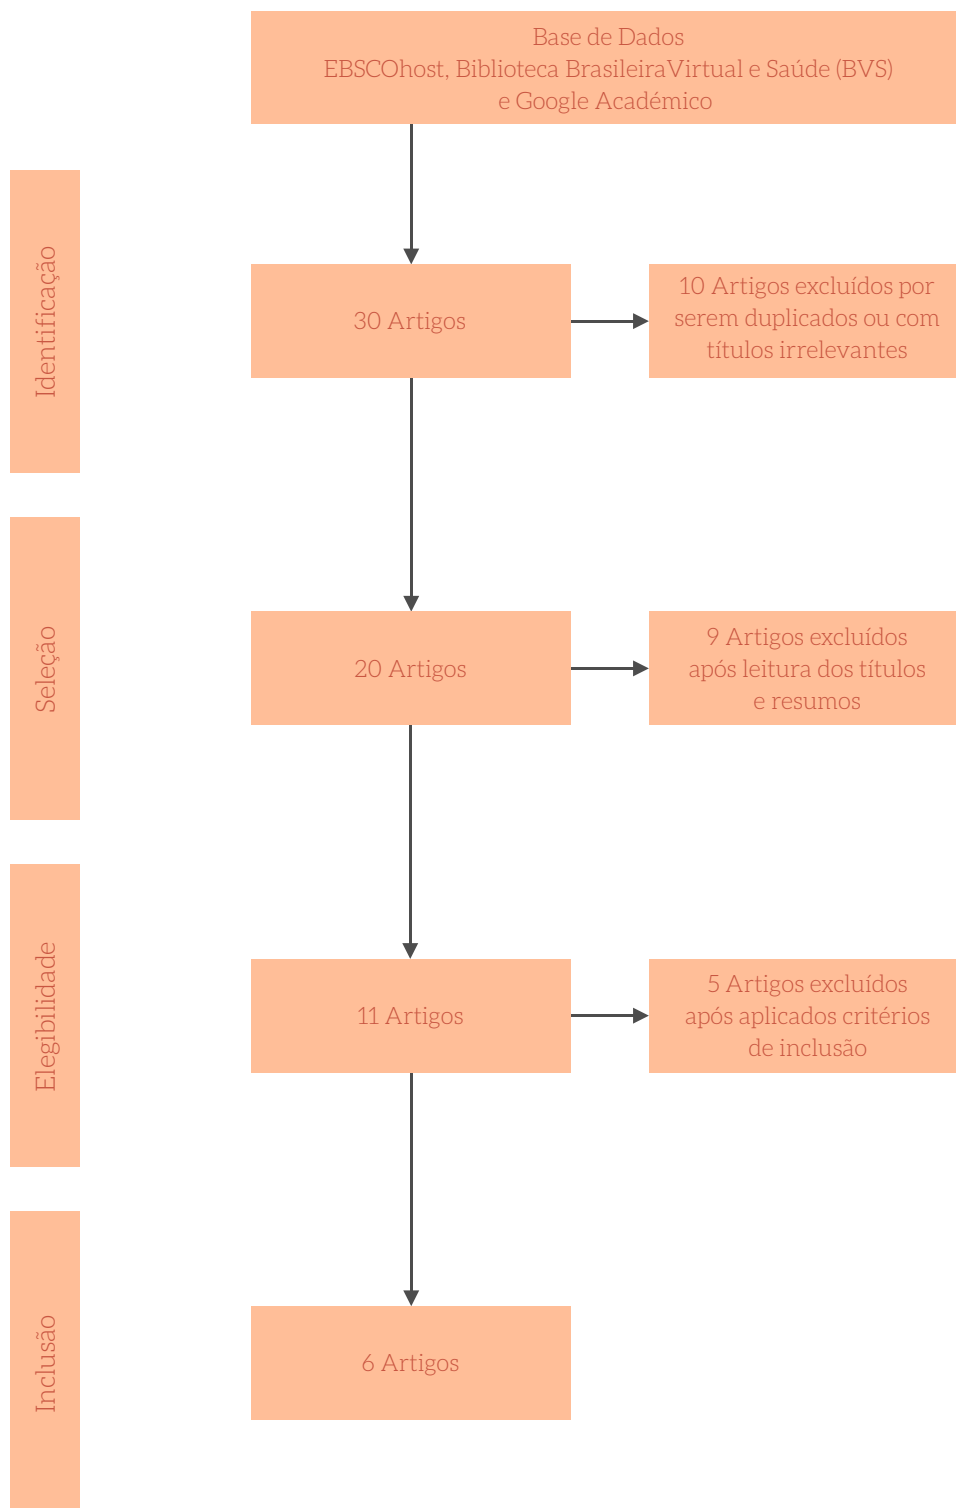 Base de Dados
EBSCOhost, Biblioteca BrasileiraVirtual e Saúde (BVS)
e Google Académico
Identificação
30 Artigos
10 Artigos excluídos por
serem duplicados ou com
títulos irrelevantes
Seleção
20 Artigos
9 Artigos excluídos
após leitura dos títulos
e resumos
Elegibilidade
11 Artigos
5 Artigos excluídos
após aplicados critérios
de inclusão
Inclusão
6 Artigos